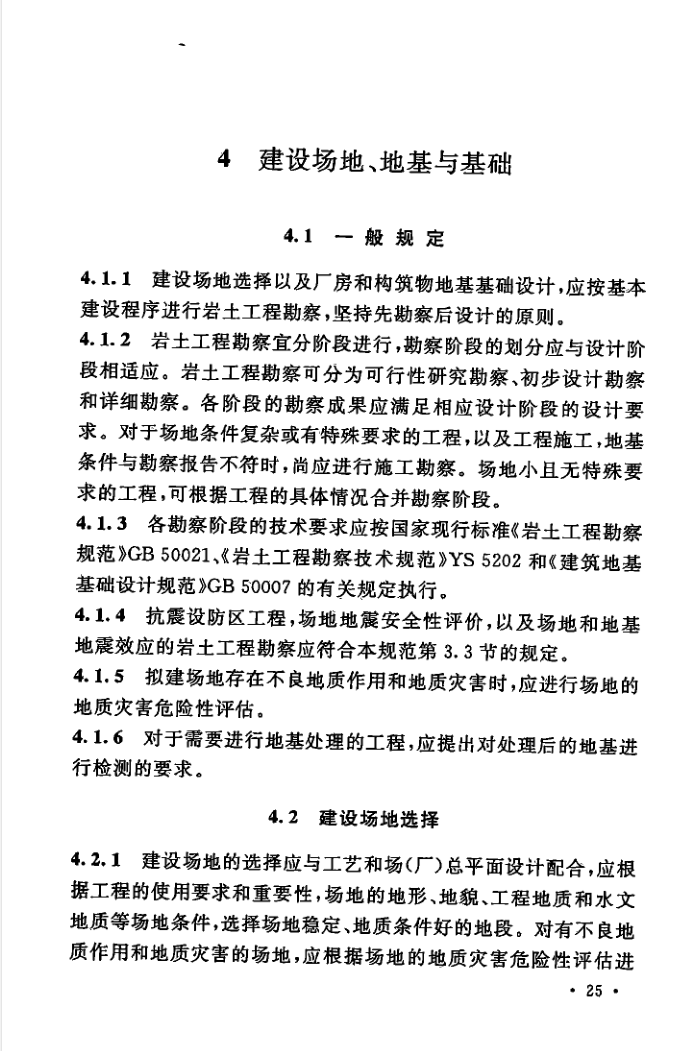 4 建设场地、地基与基础
4.1 一般规定
4.1.1 建设场地选择以及厂房和构筑物地基基础设计,应按基本
建设程序进行岩土工程勘察,坚持先勘察后设计的原则。
4.1.2 岩土工程勘察宜分阶段进行,勘察阶段的划分应与设计阶
段相适应。岩土工程勘察可分为可行性研究勘察、初步设计勘察
和详细勘察。各阶段的勘察成果应满足相应设计阶段的设计要
求。对于场地条件复杂或有特殊要求的工程,以及工程施工,地基
条件与勘察报告不符时,尚应进行施工勘察。场地小且无特殊要
求的工程,可根据工程的具体情况合并勘察阶段。
4.1.3 各勘察阶段的技术要求应按国家现行标准《岩土工程勘察
规范》GB 50021、《岩土工程勘察技术规范》YS 5202 和《建筑地基
基础设计规范》GB 50007 的有关规定执行。
4.1.4 抗震设防区工程,场地地震安全性评价,以及场地和地基
地震效应的岩土工程勘察应符合本规范第 3.3 节的规定。
4.1.5 拟建场地存在不良地质作用和地质灾害时,应进行场地的
地质灾害危险性评估。
4.1.6 对于需要进行地基处理的工程,应提出对处理后的地基进
行检测的要求。
4.2 建设场地选择
4.2.1 建设场地的选择应与工艺和场(厂)总平面设计配合,应根
据工程的使用要求和重要性,场地的地形、地貌、工程地质和水文
地质等场地条件,选择场地稳定、地质条件好的地段。对有不良地
质作用和地质灾害的场地,应根据场地的地质灾害危险性评估进
· 25 ·